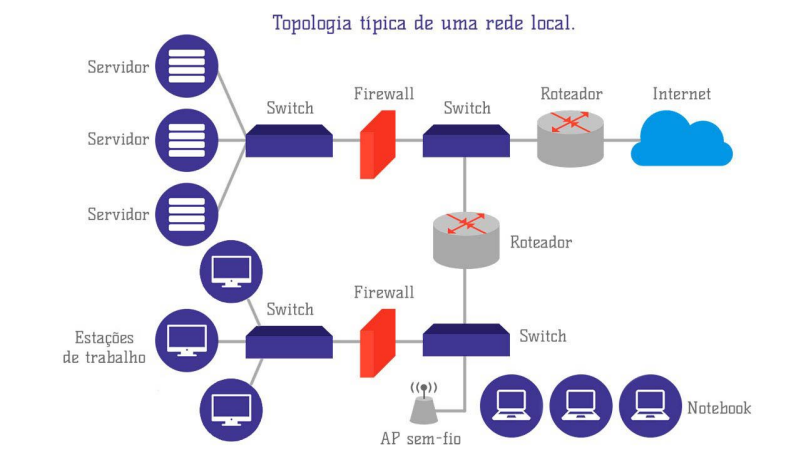 Topologia típica de uma rede local.
Servidor
Switch
Firewall
Switch
Roteador
Internet
Servidor
Servidor
Roteador
Firewall
Switch
Switch
Estações
de trabalho
AP sem-fio
Notebook